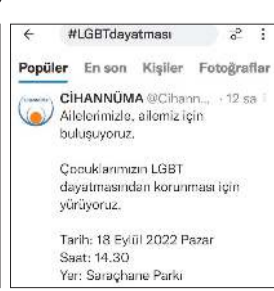 #LGBTdayatması
Popüler En son Kişiler Fotoğraflar
CİHANNÜMA @Cihann... · 12 sa
Ailelerimizle, ailemiz için
buluşuyoruz.
Çocuklarımızın LGBT
dayatmasından korunması için
yürüyoruz.
Tarih: 18 Eylül 2022 Pazar
Saat: 14.30
Yer: Saraçhane Parkı